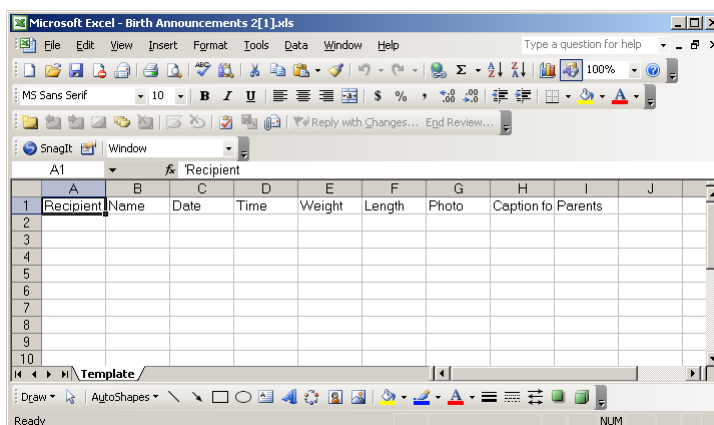 Microsoft Excel - Birth Announcements 2[1].xls
File Edit View Insert Format Tools Data Window Help Type a question for help
100%
MS Sans Serif 10 B I U $ % ,
Reply with Changes... End Review...
SnagIt Window
A1 fx 'Recipient
A B C D E F G H I J
1 Recipient Name Date Time Weight Length Photo Caption fo Parents
2
3
4
5
6
7
8
9
10
Template
Draw AutoShapes
Ready NUM